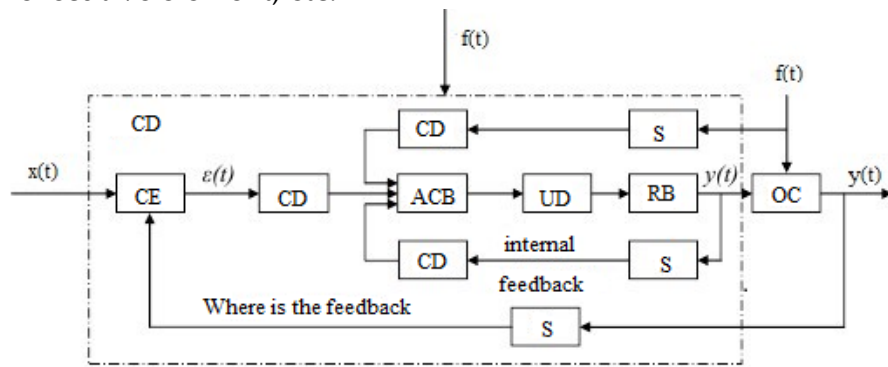 f(t)
f(t)
CD
CD
S
x(t)
ε(t)
y(t)
y(t)
CE
CD
ACB
UD
RB
OC
internal
CD
S
feedback
.
Where is the feedback
S